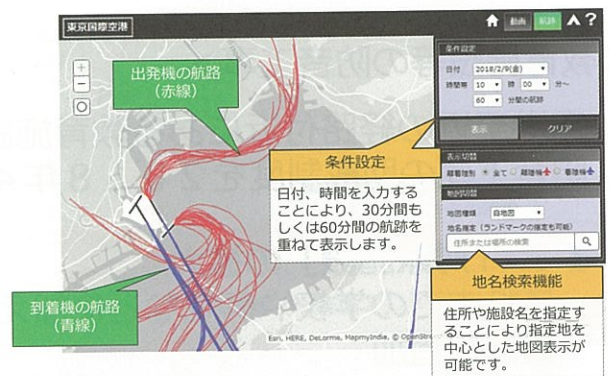 東京国際空港
動画
航跡
?
出発機の航路
（赤線）
条件設定
日付 2018/2/9(金)
時間帯 10 時 00 分～
60 分間の航跡
表示 クリア
条件設定
日付、時間を入力する
ことにより、30分間も
しくは60分間の航跡を
重ねて表示します。
表示切替
離着陸別 全て 離陸機 着陸機
地図切替
地図種類 白地図
地名指定（ランドマークの指定も可能）
住所または場所の検索
到着機の航路
（青線）
地名検索機能
住所や施設名を指定す
ることにより指定地を
中心とした地図表示が
可能です。
Esri, HERE, DeLorme, MapmyIndia, © OpenStre